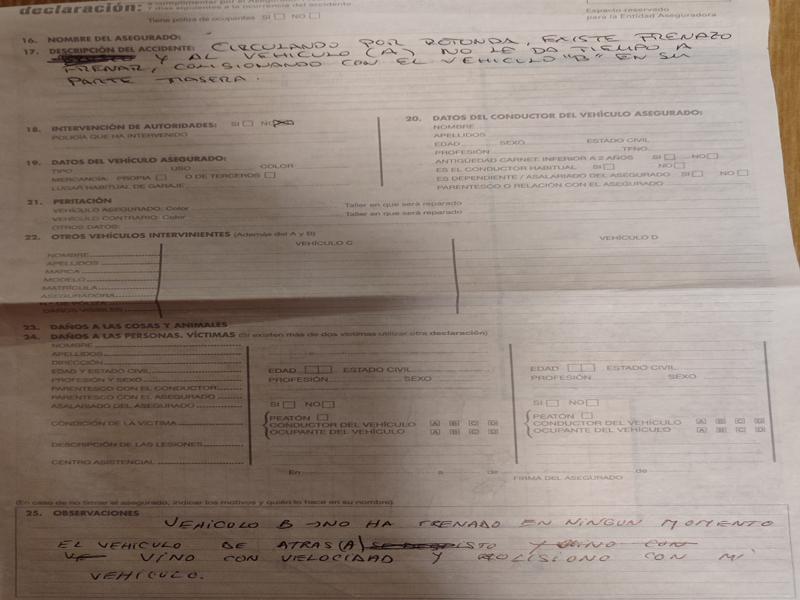 declaración:
7 días siguientes a la ocurrencia del accidente
Tiene póliza de ocupantes SI NO
Espacio reservado
para la Entidad Aseguradora
16. NOMBRE DEL ASEGURADO:
17. DESCRIPCIÓN DEL ACCIDENTE: CIRCULANDO POR ROTONDA, EXISTE FRENAZO
Y AL VEHICULO (A) NO LE DA TIEMPO A
FRENAR, COLISIONANDO CON EL VEHICULO "B" EN SU
PARTE TRASERA.
18. INTERVENCIÓN DE AUTORIDADES: SI NO
POLICÍA QUE HA INTERVENIDO
19. DATOS DEL VEHÍCULO ASEGURADO:
TIPO USO COLOR
MERCANCÍA: PROPIA O DE TERCEROS
LUGAR HABITUAL DE GARAJE
20. DATOS DEL CONDUCTOR DEL VEHÍCULO ASEGURADO:
NOMBRE
APELLIDOS
EDAD SEXO ESTADO CIVIL
PROFESIÓN TFNO.
ANTIGÜEDAD CARNET INFERIOR A 2 AÑOS SI NO
ES EL CONDUCTOR HABITUAL SI NO
ES DEPENDIENTE / ASALARIADO DEL ASEGURADO SI NO
PARENTESCO O RELACIÓN CON EL ASEGURADO
21. PERITACIÓN
VEHÍCULO ASEGURADO: Color Taller en que será reparado
VEHÍCULO CONTRARIO: Color Taller en que será reparado
OTROS DATOS:
22. OTROS VEHÍCULOS INTERVINIENTES (Además del A y B)
VEHÍCULO C VEHÍCULO D
NOMBRE
APELLIDOS
MARCA
MODELO
MATRÍCULA
ASEGURADORA
N.º DE PÓLIZA
DAÑOS VISIBLES
23. DAÑOS A LAS COSAS Y ANIMALES
24. DAÑOS A LAS PERSONAS. VÍCTIMAS (Si existen más de dos víctimas utilizar otra declaración)
NOMBRE
APELLIDOS
DIRECCIÓN
EDAD Y ESTADO CIVIL
PROFESIÓN Y SEXO
PARENTESCO CON EL CONDUCTOR
PARENTESCO CON EL ASEGURADO
ASALARIADO DEL ASEGURADO
CONDICIÓN DE LA VÍCTIMA
DESCRIPCIÓN DE LAS LESIONES
CENTRO ASISTENCIAL
EDAD ESTADO CIVIL
PROFESIÓN SEXO
SI NO
PEATÓN
CONDUCTOR DEL VEHÍCULO A B C D
OCUPANTE DEL VEHÍCULO A B C D
EDAD ESTADO CIVIL
PROFESIÓN SEXO
SI NO
PEATÓN
CONDUCTOR DEL VEHÍCULO A B C D
OCUPANTE DEL VEHÍCULO A B C D
En a de de
FIRMA DEL ASEGURADO
(En caso de no firmar el asegurado, indicar los motivos y quién lo hace en su nombre)
25. OBSERVACIONES
VEHICULO B → NO HA FRENADO EN NINGUN MOMENTO
EL VEHICULO DE ATRAS (A) Y VINO CON
VINO CON VELOCIDAD Y COLISIONO CON MI
VEHICULO.